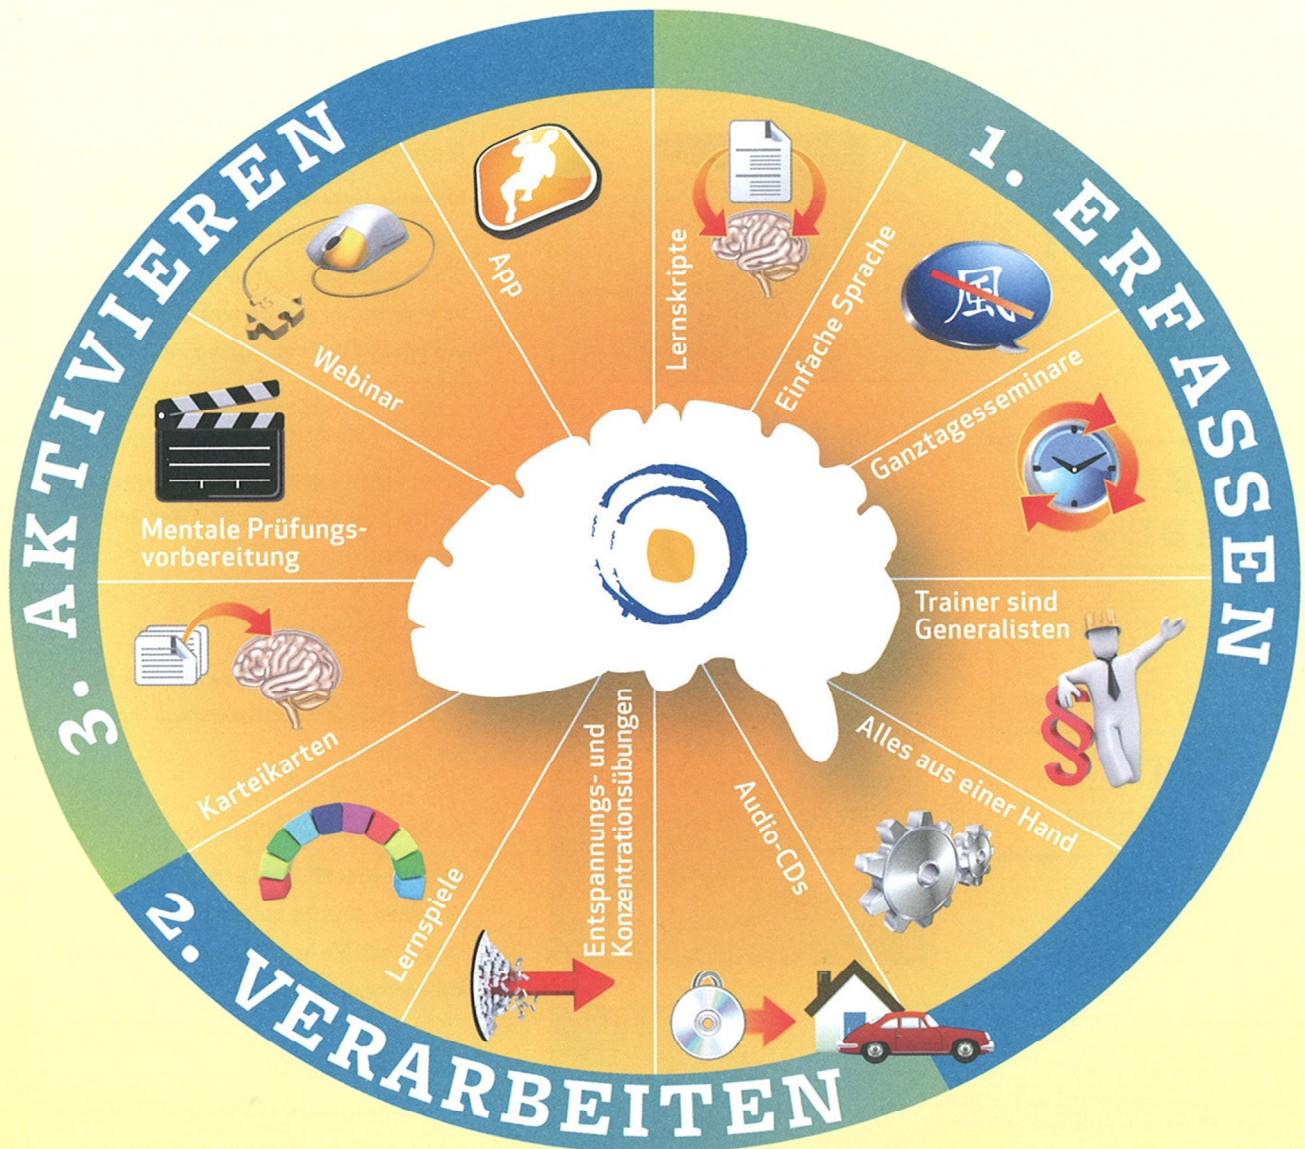 1. ERFASSEN
Lernskripte
Einfache Sprache
風
Ganztagesseminare
Trainer sind
Generalisten
§
Alles aus einer Hand
2. VERARBEITEN
Audio-CDs
Entspannungs- und
Konzentrationsübungen
Lernspiele
3. AKTIVIEREN
Karteikarten
Mentale Prüfungs-
vorbereitung
Webinar
App